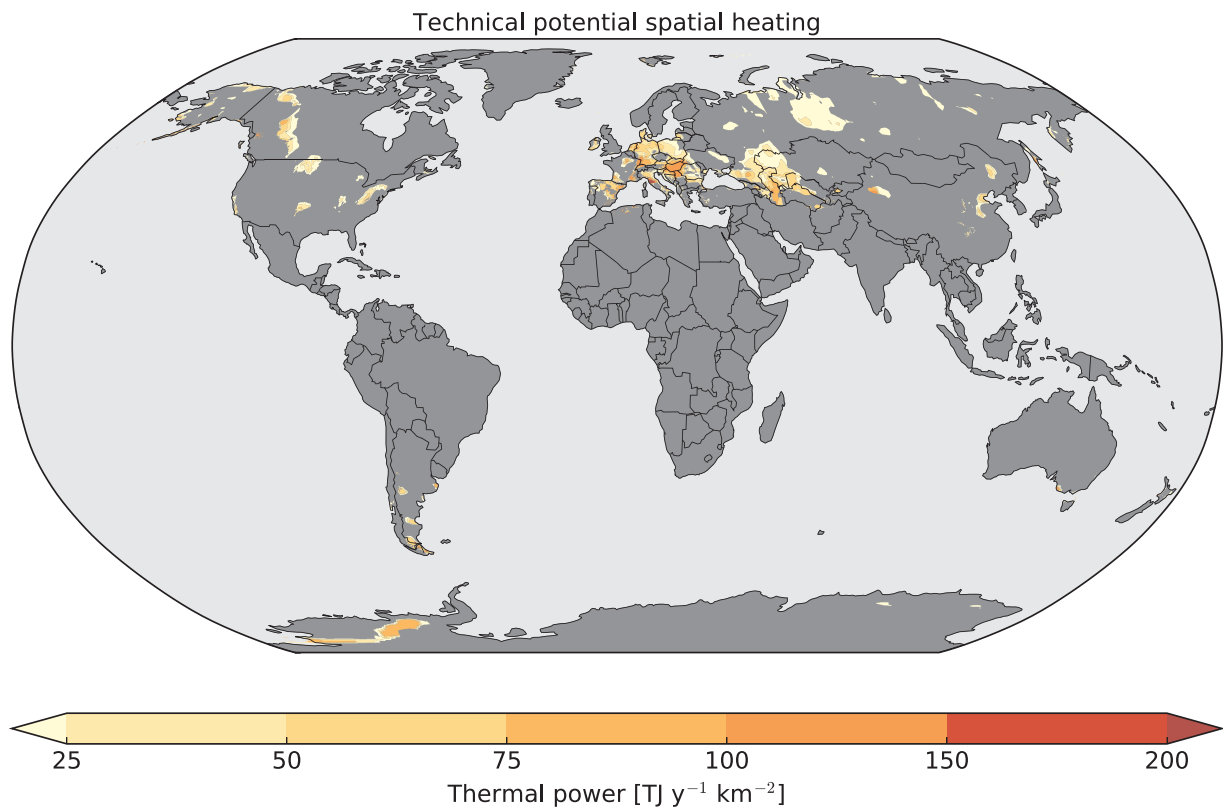 Technical potential spatial heating
25 50 75 100 150 200
Thermal power [TJ y⁻¹ km⁻²]